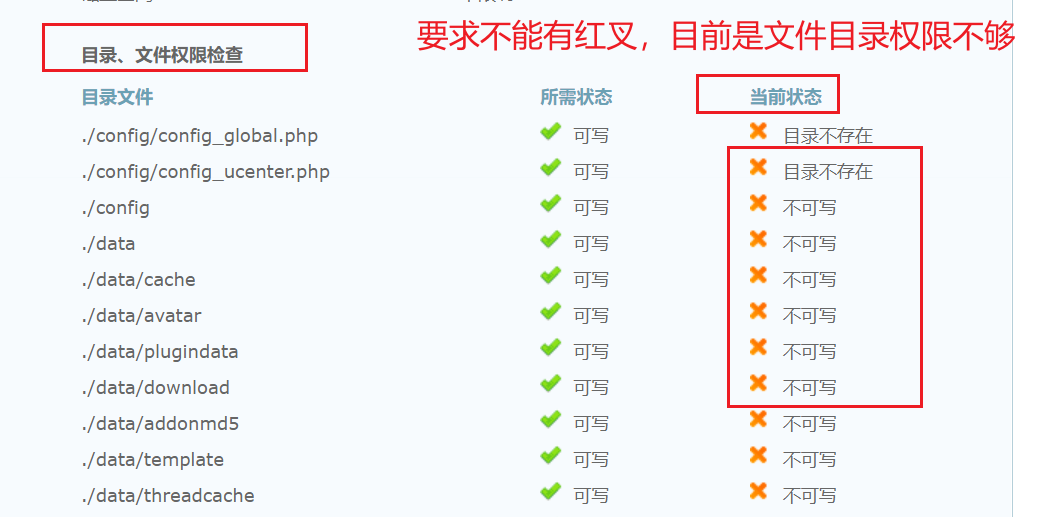 要求不能有红叉，目前是文件目录权限不够
目录、文件权限检查
目录文件 所需状态 当前状态
./config/config_global.php 可写 目录不存在
./config/config_ucenter.php 可写 目录不存在
./config 可写 不可写
./data 可写 不可写
./data/cache 可写 不可写
./data/avatar 可写 不可写
./data/plugindata 可写 不可写
./data/download 可写 不可写
./data/addonmd5 可写 不可写
./data/template 可写 不可写
./data/threadcache 可写 不可写